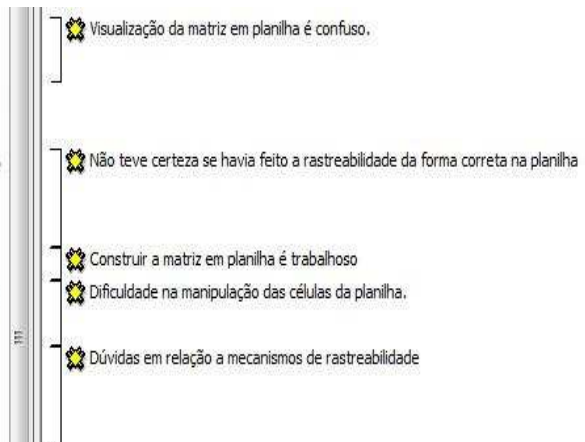 Visualização da matriz em planilha é confuso.
Não teve certeza se havia feito a rastreabilidade da forma correta na planilha
Construir a matriz em planilha é trabalhoso
Dificuldade na manipulação das células da planilha.
Dúvidas em relação a mecanismos de rastreabilidade